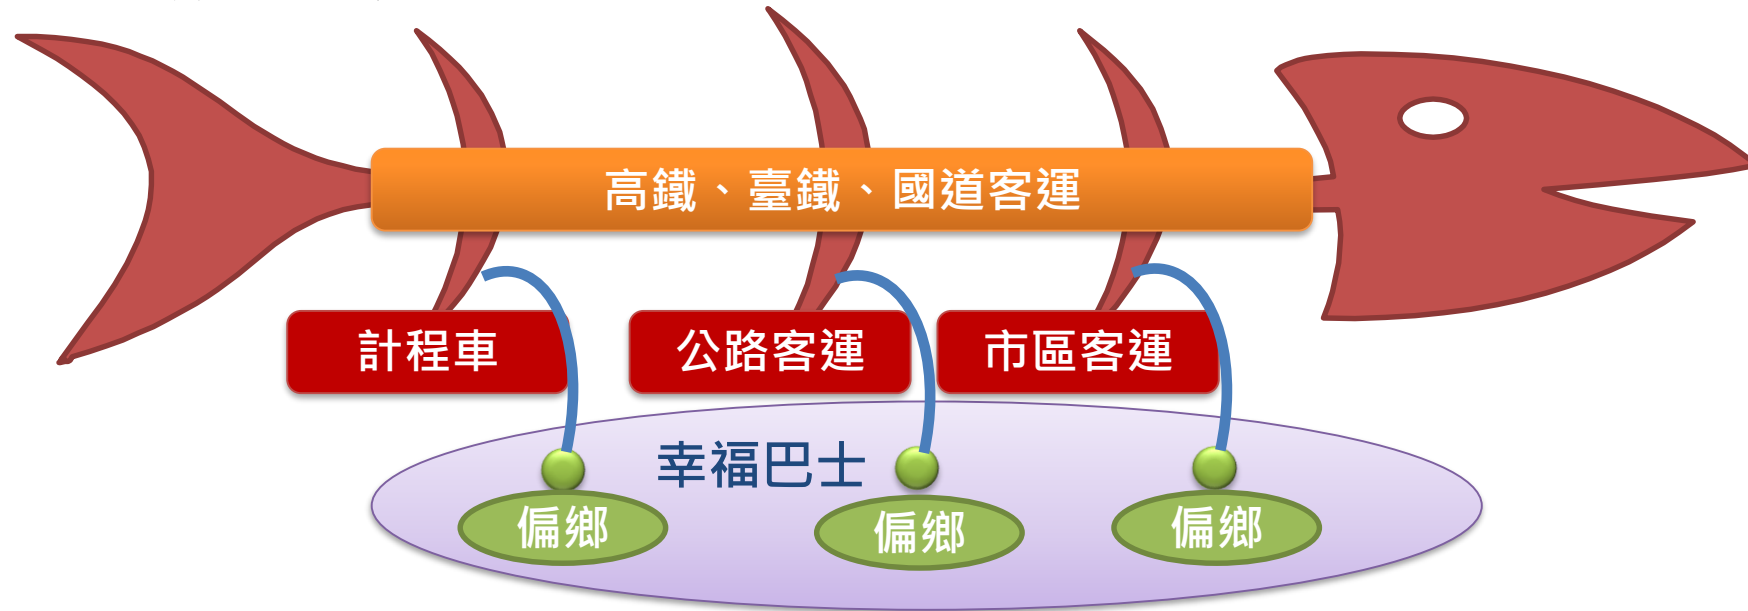 高鐵、臺鐵、國道客運
計程車
公路客運
市區客運
幸福巴士
偏鄉
偏鄉
偏鄉